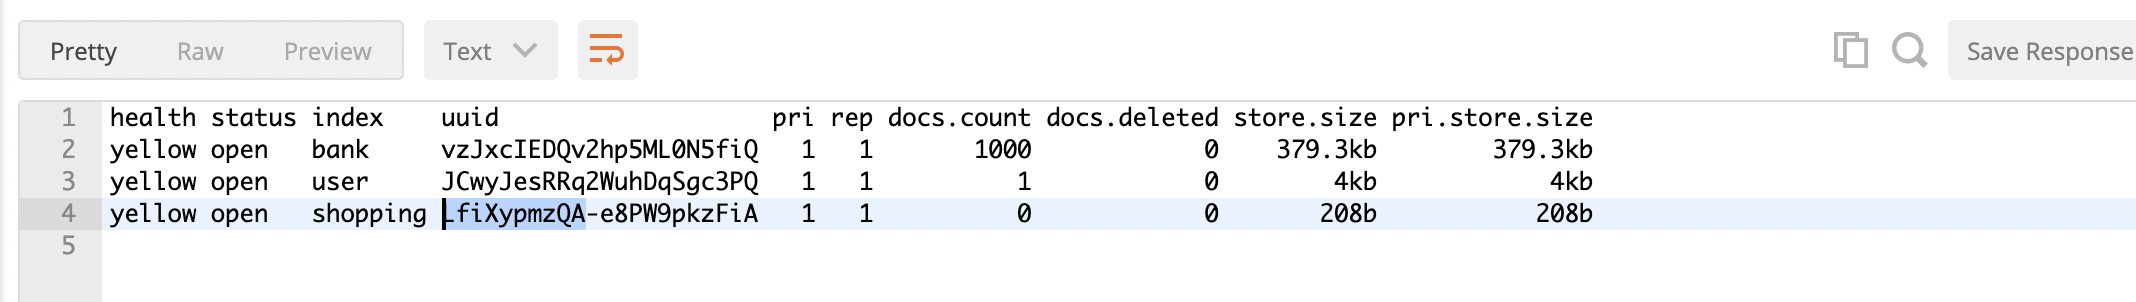 Pretty Raw Preview Text Save Response
1 health status index uuid pri rep docs.count docs.deleted store.size pri.store.size
2 yellow open bank vzJxcIEDQv2hp5ML0N5fiQ 1 1 1000 0 379.3kb 379.3kb
3 yellow open user JCwyJesRRq2WuhDqSgc3PQ 1 1 1 0 4kb 4kb
4 yellow open shopping LfiXypmzQA-e8PW9pkzFiA 1 1 0 0 208b 208b
5